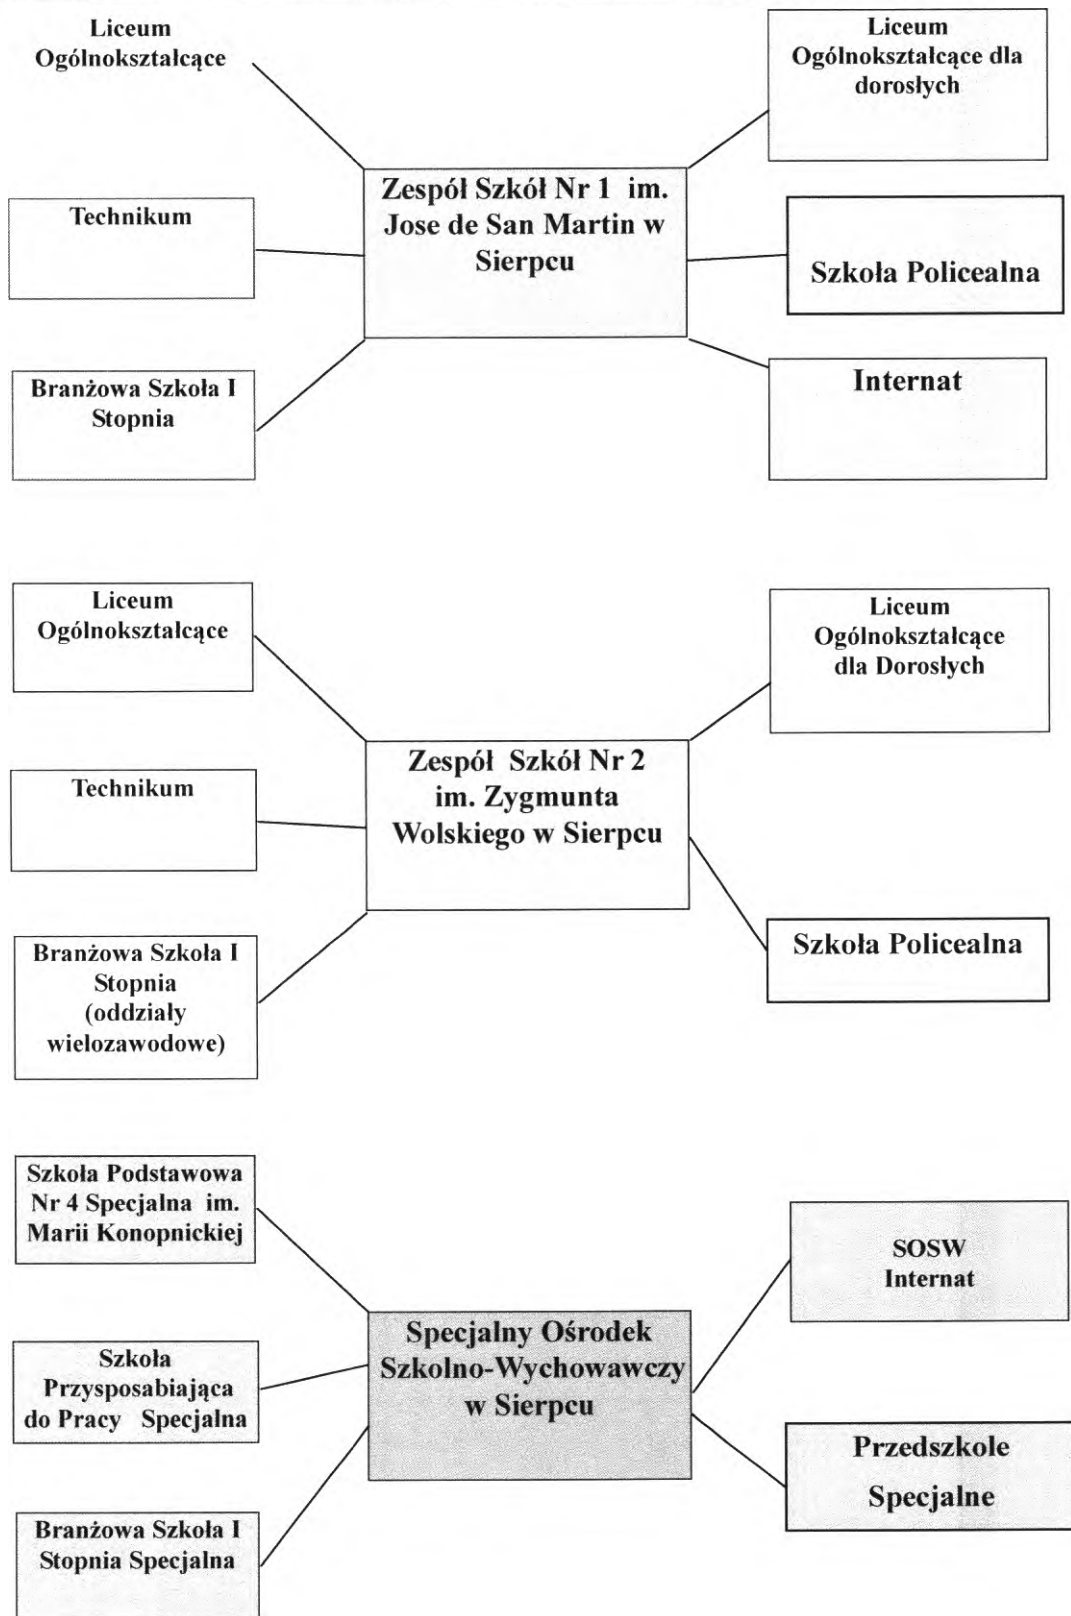 Liceum
Ogólnokształcące
Liceum
Ogólnokształcące dla
dorosłych
Zespół Szkół Nr 1 im.
Jose de San Martin w
Sierpcu
Technikum
Szkoła Policealna
Branżowa Szkoła I
Stopnia
Internat
Liceum
Ogólnokształcące
Liceum
Ogólnokształcące
dla Dorosłych
Zespół Szkół Nr 2
im. Zygmunta
Wolskiego w Sierpcu
Technikum
Branżowa Szkoła I
Stopnia
(oddziały
wielozawodowe)
Szkoła Policealna
Szkoła Podstawowa
Nr 4 Specjalna im.
Marii Konopnickiej
SOSW
Internat
Specjalny Ośrodek
Szkolno-Wychowawczy
w Sierpcu
Szkoła
Przysposabiająca
do Pracy Specjalna
Przedszkole
Specjalne
Branżowa Szkoła I
Stopnia Specjalna